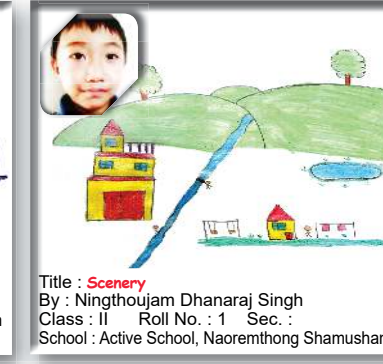 Title : Scenery
By : Ningthoujam Dhanaraj Singh
Class : II Roll No. : 1 Sec. :
School : Active School, Naoremthong Shamushan